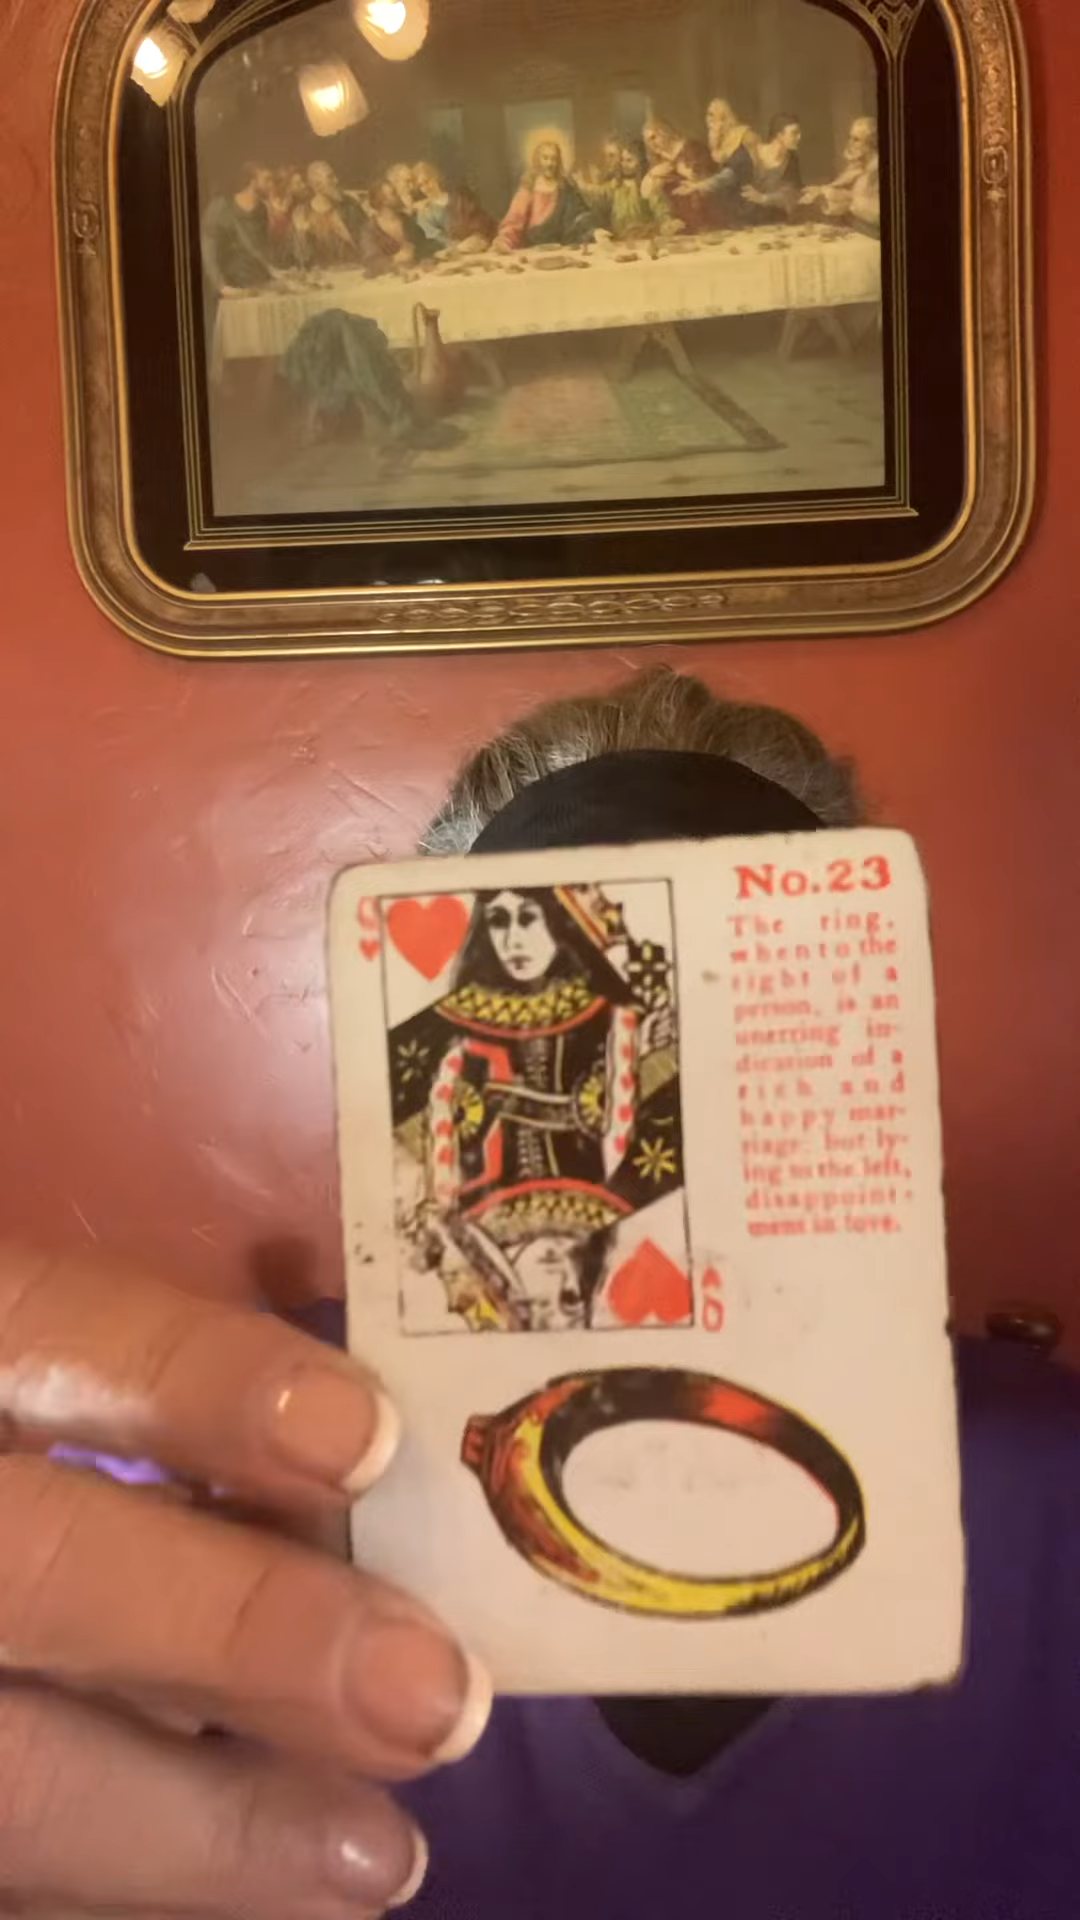 No.23
Q
The ring,
when to the
right of a
person, is an
unerring in-
dication of a
rich and
happy mar-
riage: but ly-
ing to the left,
disappoint-
ment in love.
Q